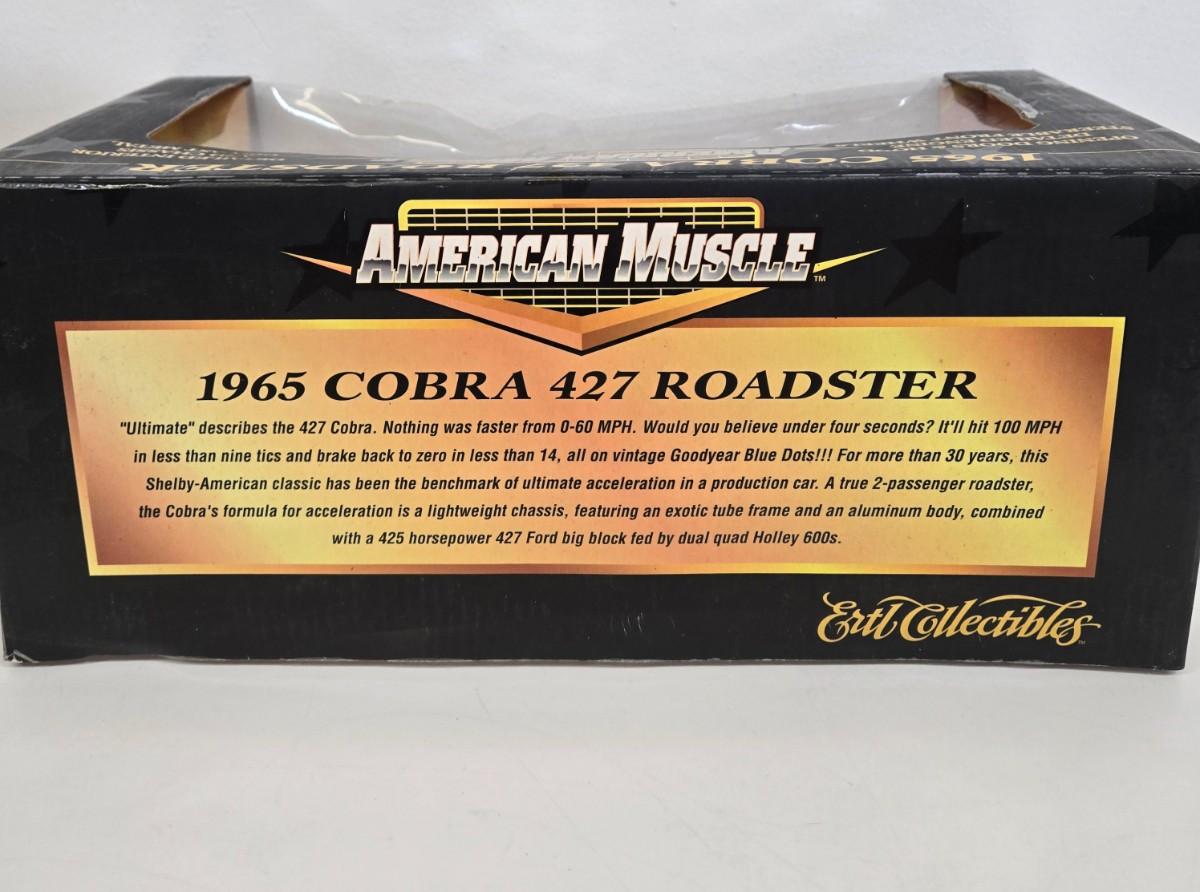 1965 COBRA
AMERICAN MUSCLE™
1965 COBRA 427 ROADSTER
"Ultimate" describes the 427 Cobra. Nothing was faster from 0-60 MPH. Would you believe under four seconds? It'll hit 100 MPH
in less than nine tics and brake back to zero in less than 14, all on vintage Goodyear Blue Dots!!! For more than 30 years, this
Shelby-American classic has been the benchmark of ultimate acceleration in a production car. A true 2-passenger roadster,
the Cobra's formula for acceleration is a lightweight chassis, featuring an exotic tube frame and an aluminum body, combined
with a 425 horsepower 427 Ford big block fed by dual quad Holley 600s.
Ertl Collectibles™